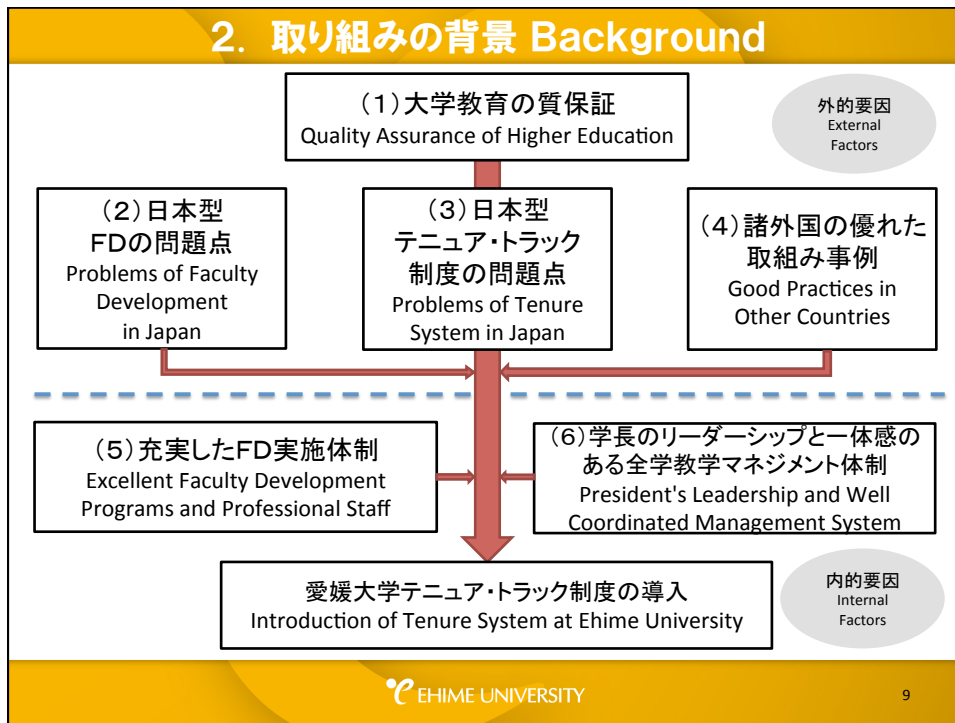 2. 取り組みの背景 Background
(1)大学教育の質保証
Quality Assurance of Higher Education
外的要因
External
Factors
(2)日本型
FDの問題点
Problems of Faculty
Development
in Japan
(3)日本型
テニュア・トラック
制度の問題点
Problems of Tenure
System in Japan
(4)諸外国の優れた
取組み事例
Good Practices in
Other Countries
(5)充実したFD実施体制
Excellent Faculty Development
Programs and Professional Staff
(6)学長のリーダーシップと一体感の
ある全学教学マネジメント体制
President's Leadership and Well
Coordinated Management System
愛媛大学テニュア・トラック制度の導入
Introduction of Tenure System at Ehime University
内的要因
Internal
Factors
EHIME UNIVERSITY
9